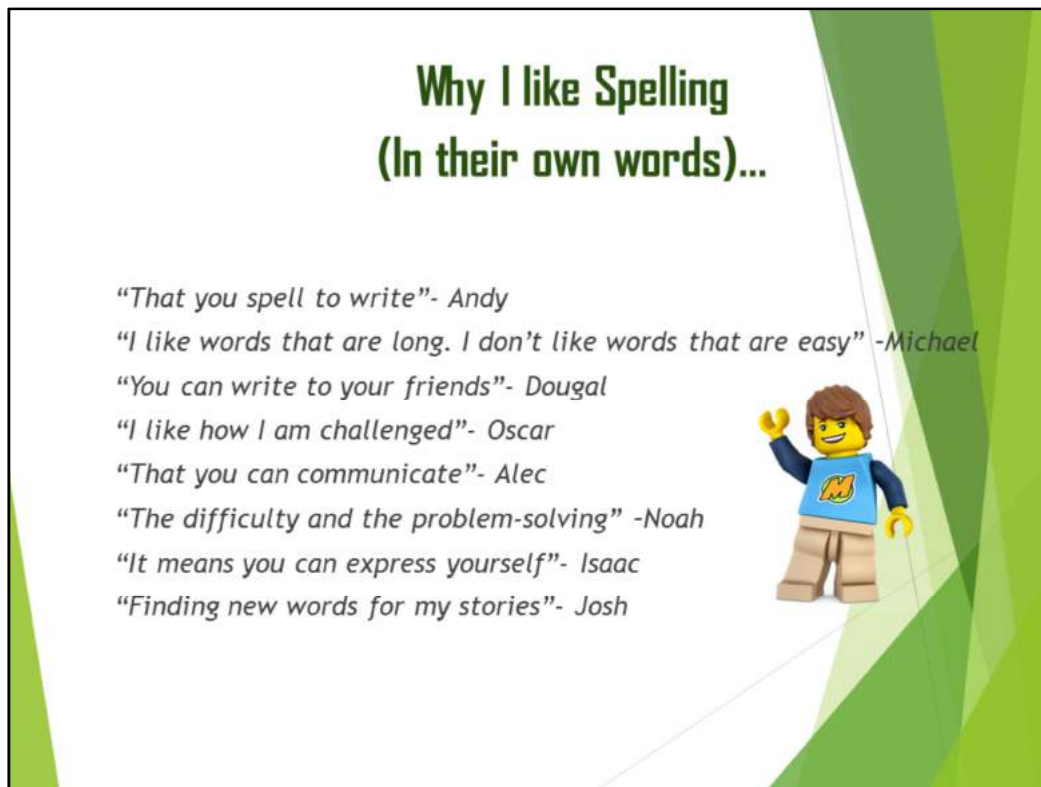 Why I like Spelling
(In their own words)...
“That you spell to write”- Andy
“I like words that are long. I don’t like words that are easy” -Michael
“You can write to your friends”- Dougal
“I like how I am challenged”- Oscar
“That you can communicate”- Alec
“The difficulty and the problem-solving” -Noah
“It means you can express yourself”- Isaac
“Finding new words for my stories”- Josh
M